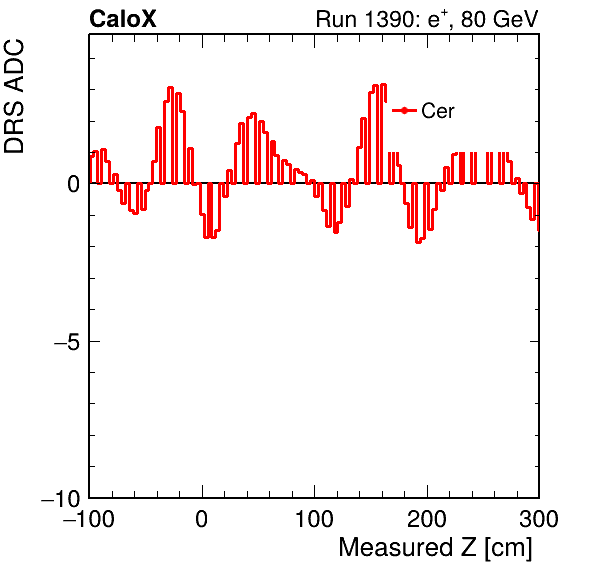 CaloX
Run 1390: e+, 80 GeV
DRS ADC
Cer
0
−5
−10
−100 0 100 200 300
Measured Z [cm]